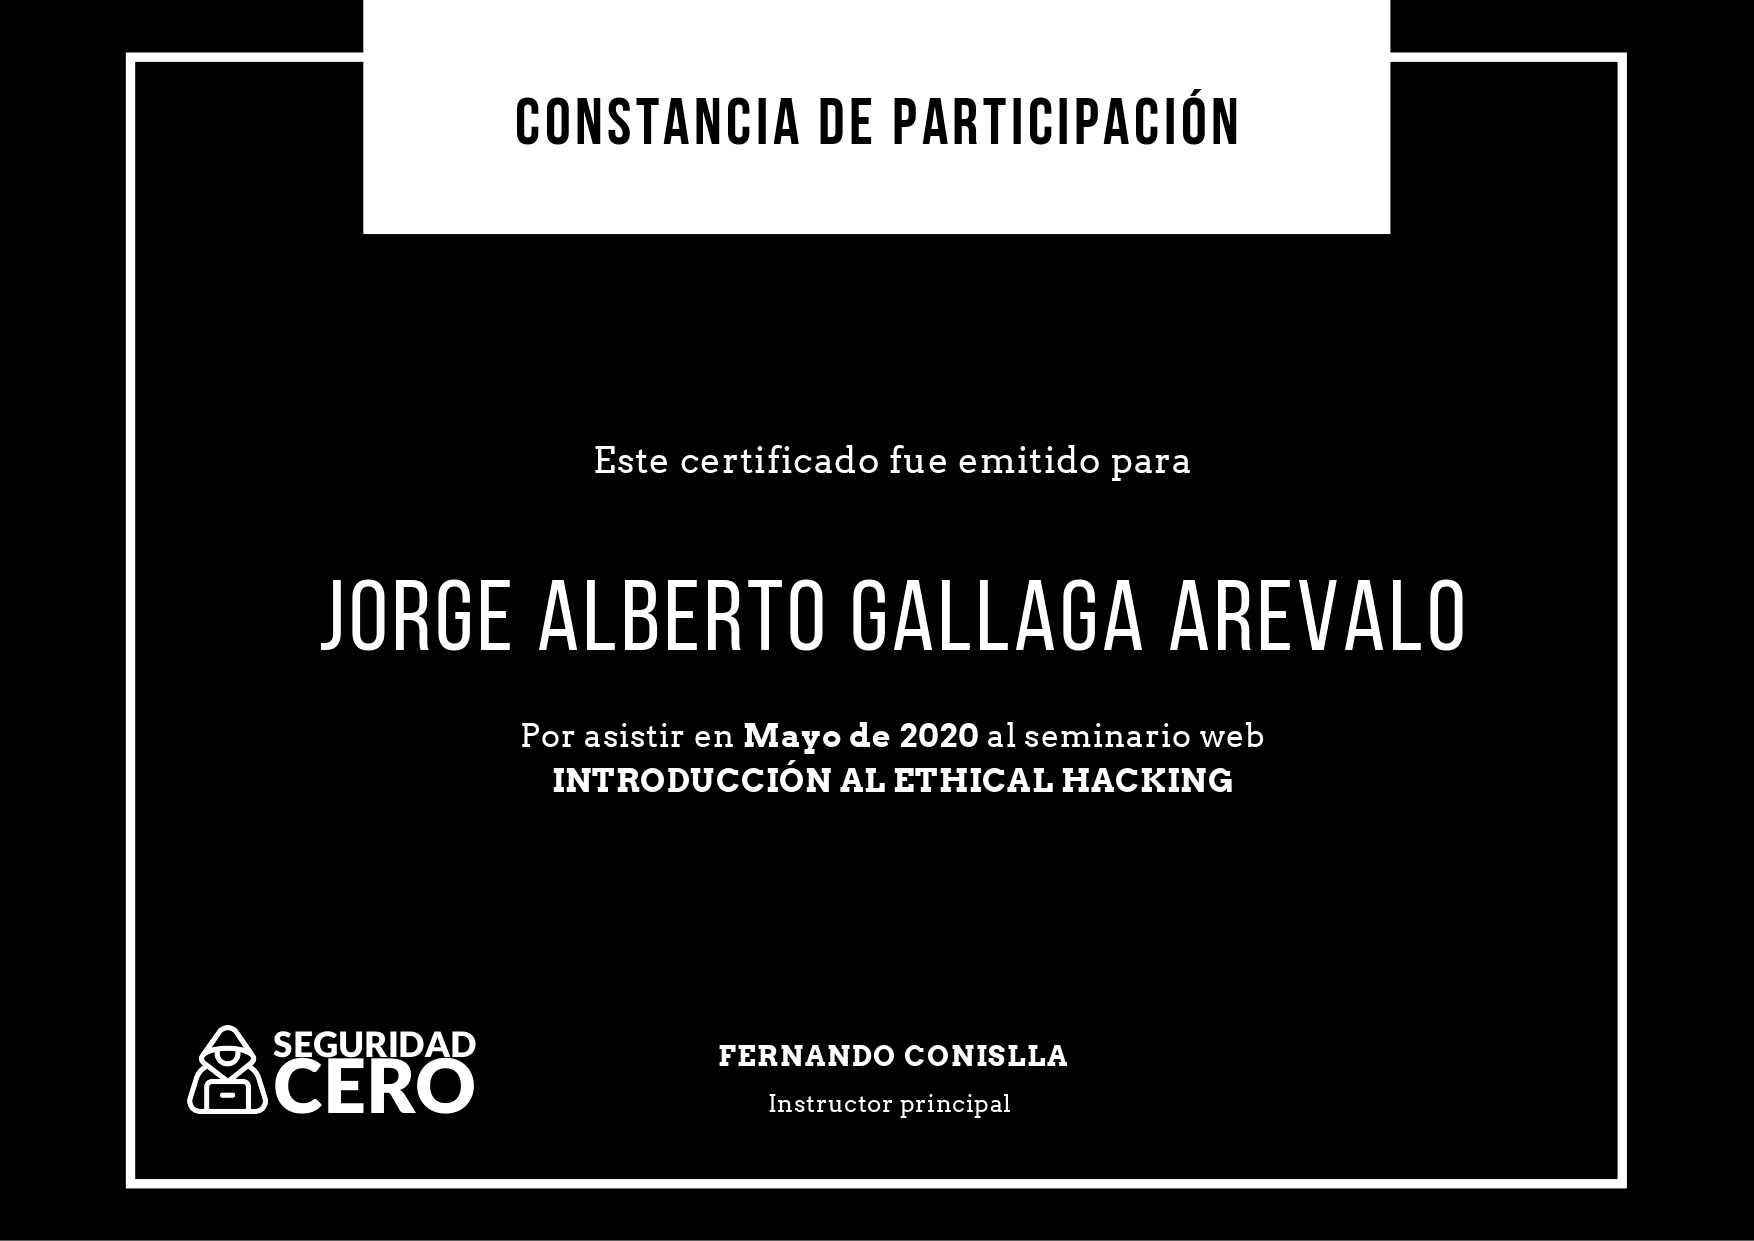 CONSTANCIA DE PARTICIPACIÓN
Este certificado fue emitido para
JORGE ALBERTO GALLAGA AREVALO
Por asistir en Mayo de 2020 al seminario web
INTRODUCCIÓN AL ETHICAL HACKING
SEGURIDAD
CERO
FERNANDO CONISLLA
Instructor principal